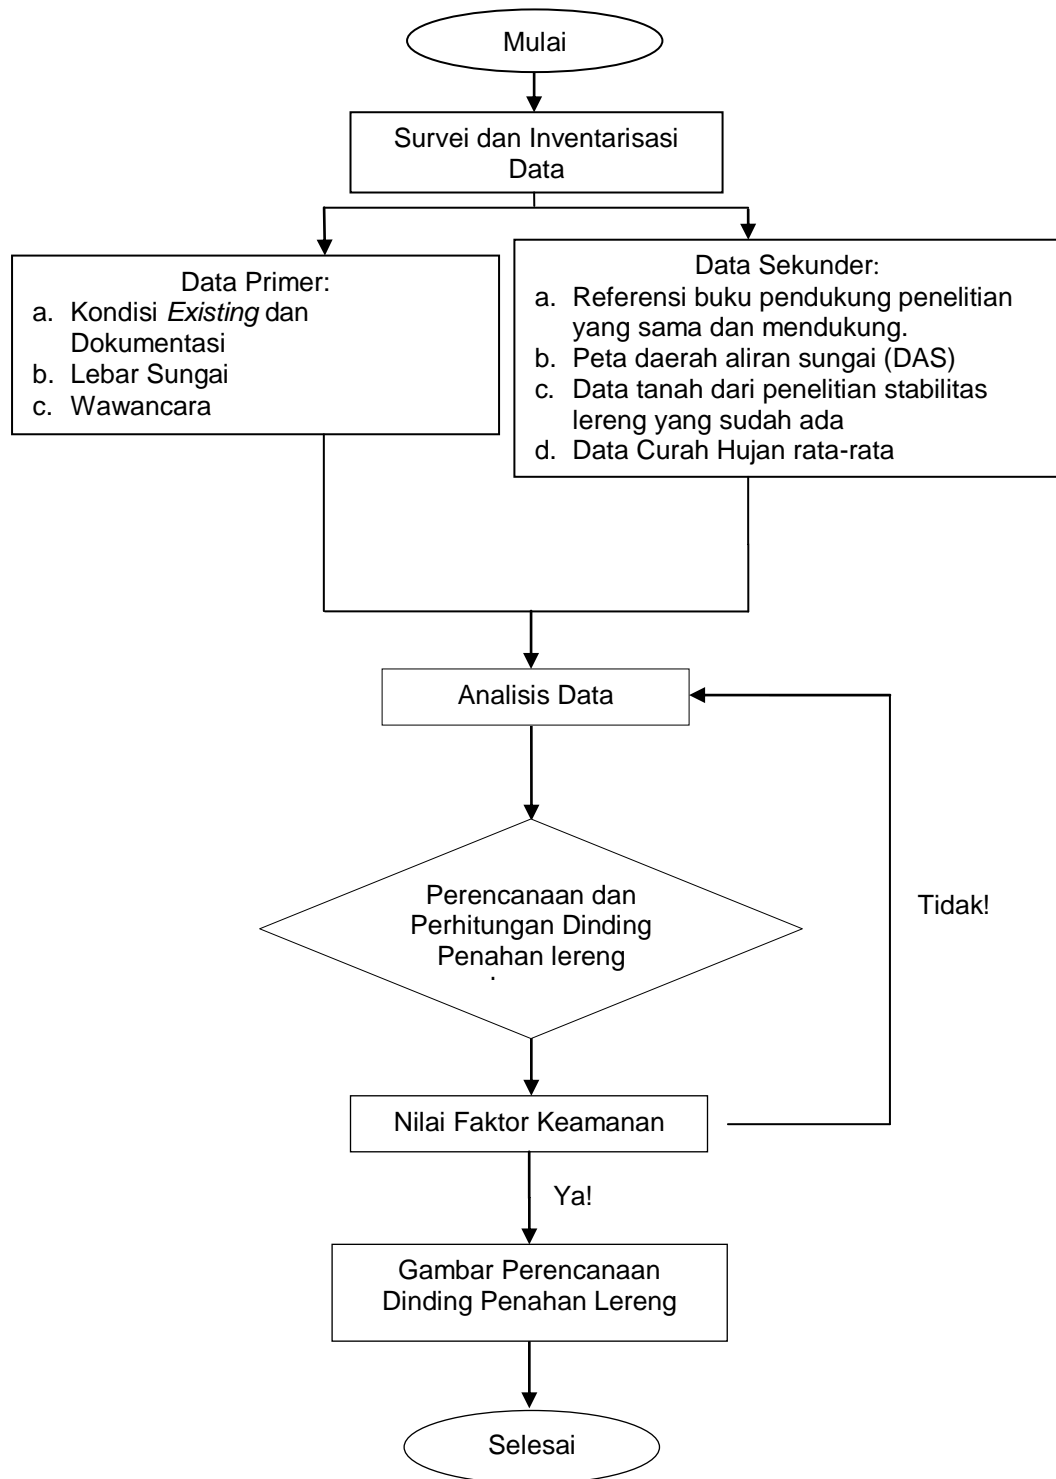 Mulai
Survei dan Inventarisasi
Data
Data Primer:
a. Kondisi Existing dan
Dokumentasi
b. Lebar Sungai
c. Wawancara
Data Sekunder:
a. Referensi buku pendukung penelitian
yang sama dan mendukung.
b. Peta daerah aliran sungai (DAS)
c. Data tanah dari penelitian stabilitas
lereng yang sudah ada
d. Data Curah Hujan rata-rata
Analisis Data
Perencanaan dan
Perhitungan Dinding
Penahan lereng
.
Tidak!
Nilai Faktor Keamanan
Ya!
Gambar Perencanaan
Dinding Penahan Lereng
Selesai